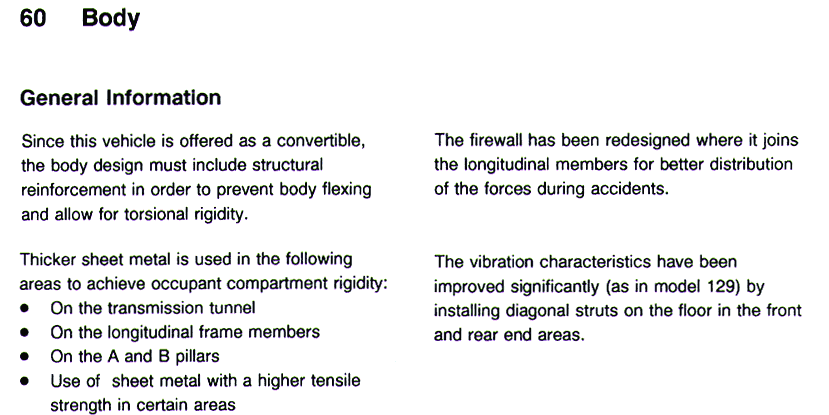 60 Body
General Information
Since this vehicle is offered as a convertible,
the body design must include structural
reinforcement in order to prevent body flexing
and allow for torsional rigidity.
Thicker sheet metal is used in the following
areas to achieve occupant compartment rigidity:
● On the transmission tunnel
● On the longitudinal frame members
● On the A and B pillars
● Use of sheet metal with a higher tensile
strength in certain areas
The firewall has been redesigned where it joins
the longitudinal members for better distribution
of the forces during accidents.
The vibration characteristics have been
improved significantly (as in model 129) by
installing diagonal struts on the floor in the front
and rear end areas.